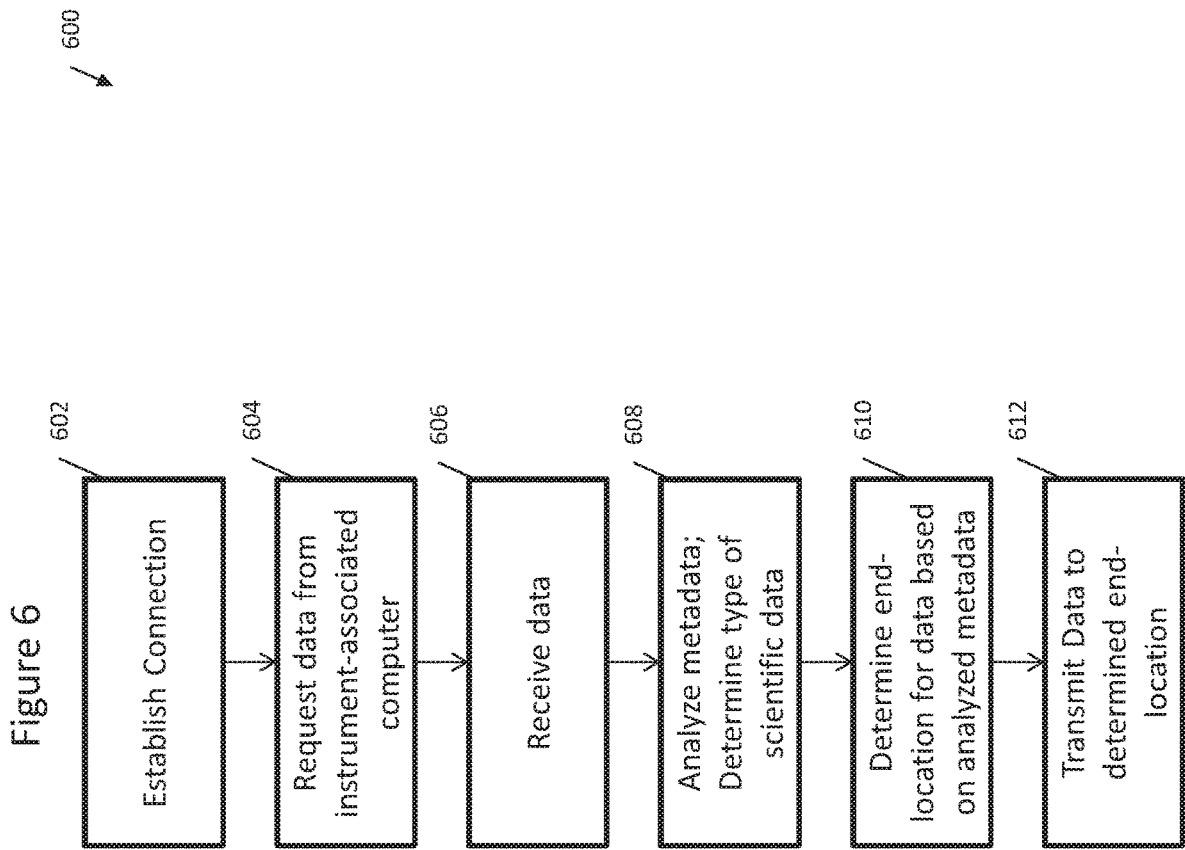 Figure 6
600
602
Establish Connection
604
Request data from
instrument-associated
computer
606
Receive data
608
Analyze metadata;
Determine type of
scientific data
610
Determine end-
location for data based
on analyzed metadata
612
Transmit Data to
determined end-
location